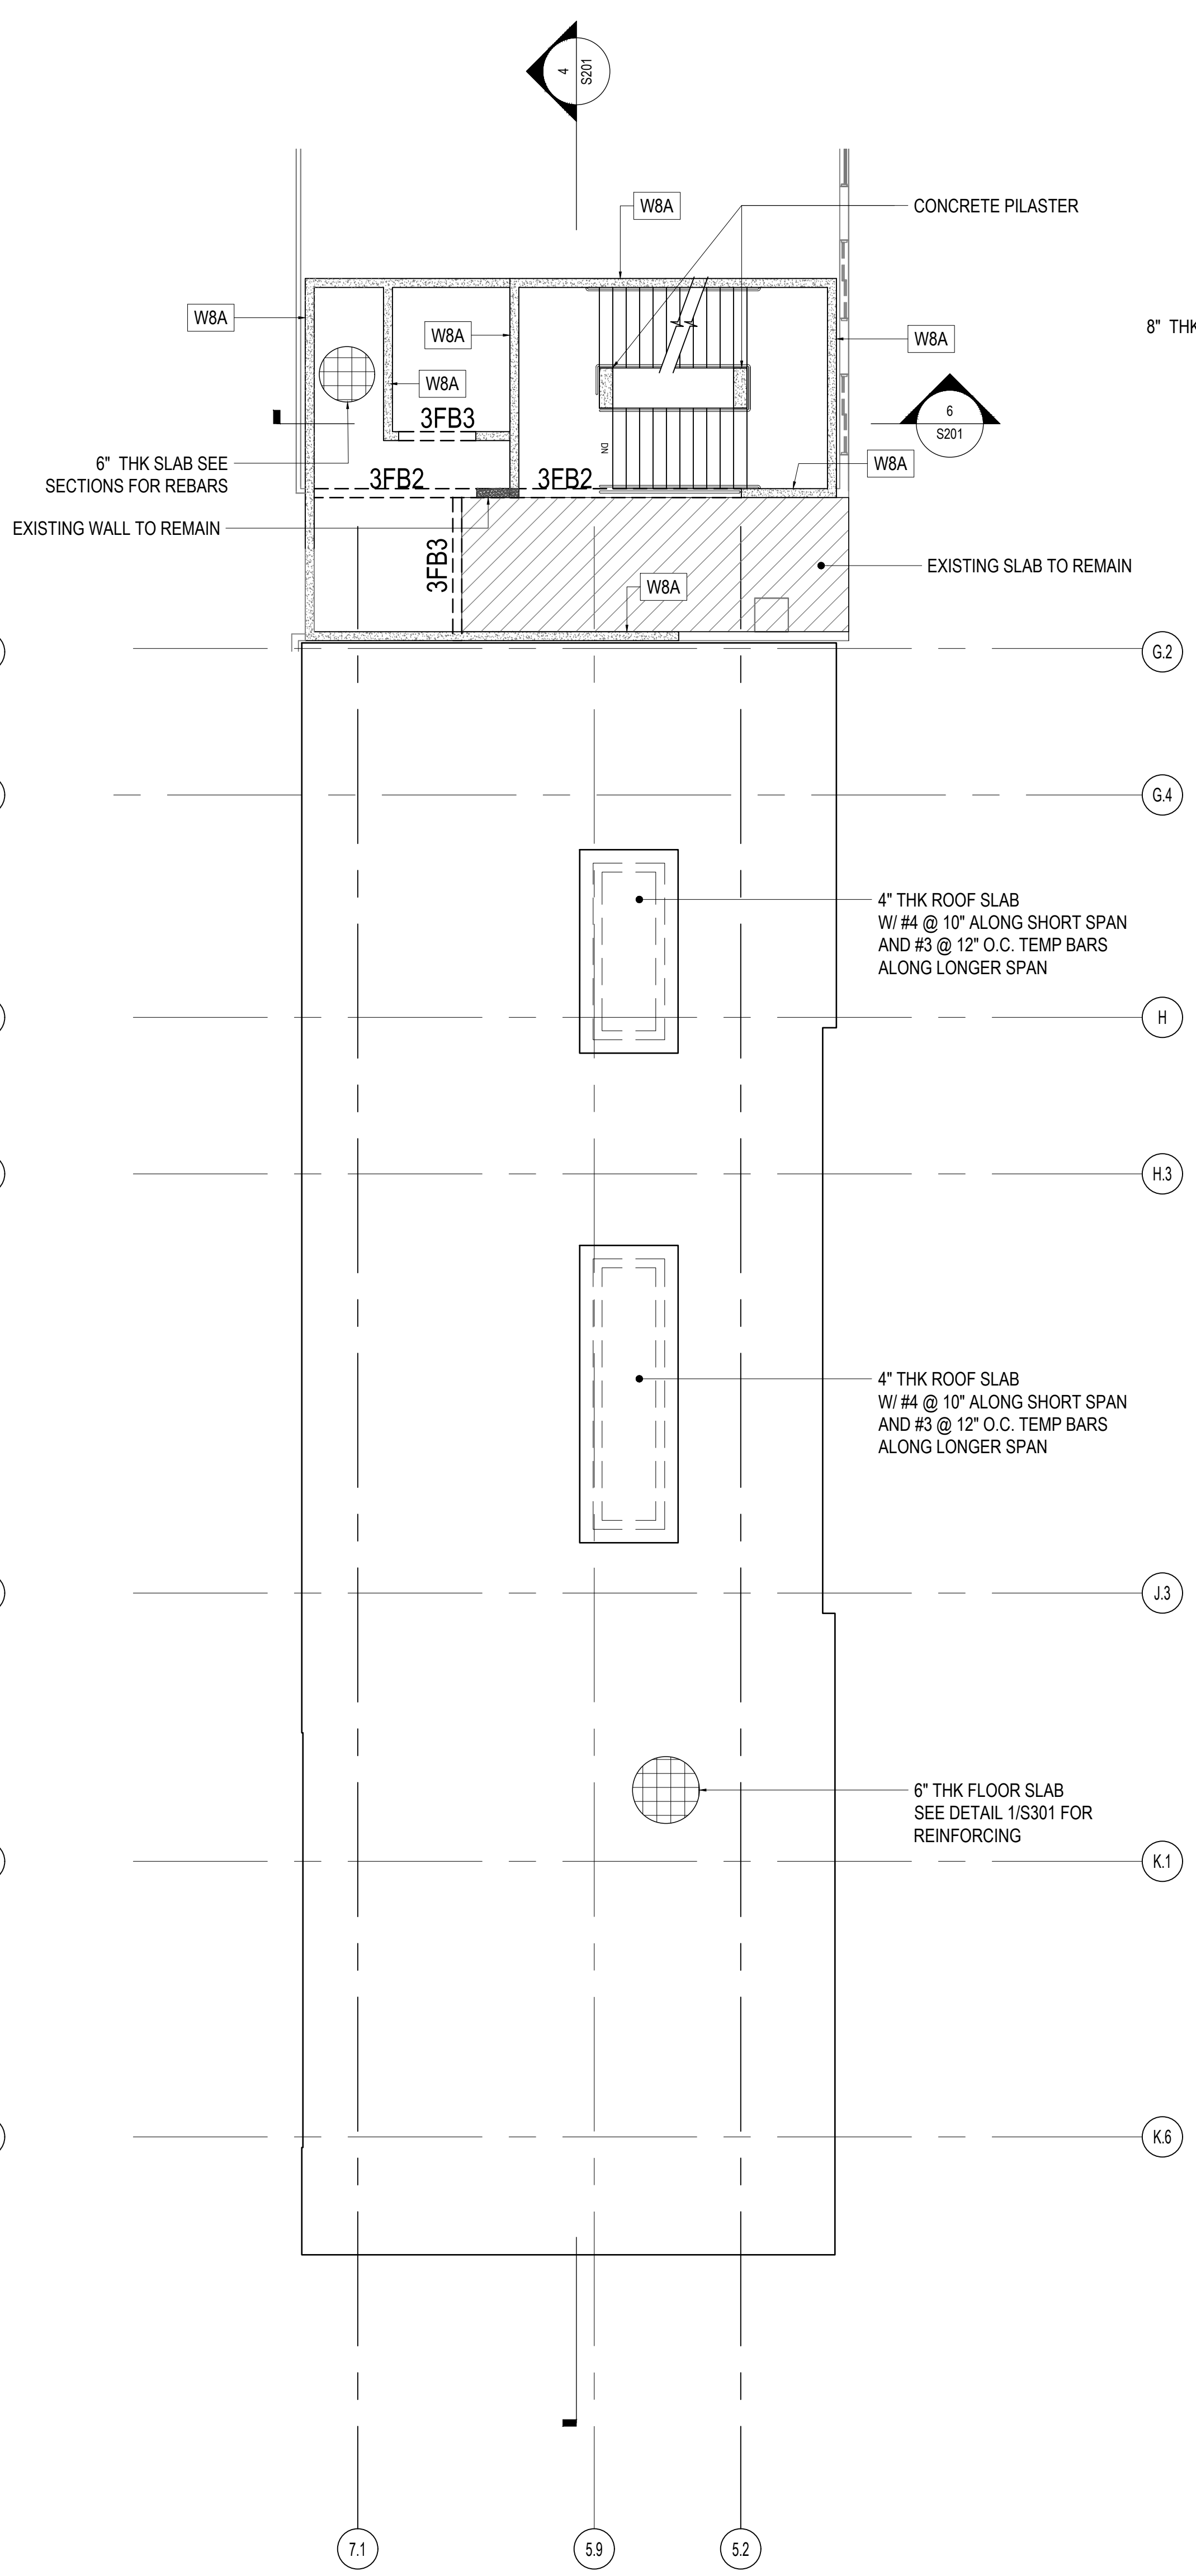 4
S201
W8A
CONCRETE PILASTER
W8A
W8A
W8A
8" THK
W8A
3FB3
6
S201
6" THK SLAB SEE
SECTIONS FOR REBARS
3FB2
3FB2
DN
W8A
EXISTING WALL TO REMAIN
3FB3
W8A
EXISTING SLAB TO REMAIN
G.2
G.4
4" THK ROOF SLAB
W/ #4 @ 10" ALONG SHORT SPAN
AND #3 @ 12" O.C. TEMP BARS
ALONG LONGER SPAN
H
H.3
4" THK ROOF SLAB
W/ #4 @ 10" ALONG SHORT SPAN
AND #3 @ 12" O.C. TEMP BARS
ALONG LONGER SPAN
J.3
6" THK FLOOR SLAB
SEE DETAIL 1/S301 FOR
REINFORCING
K.1
K.6
7.1
5.9
5.2